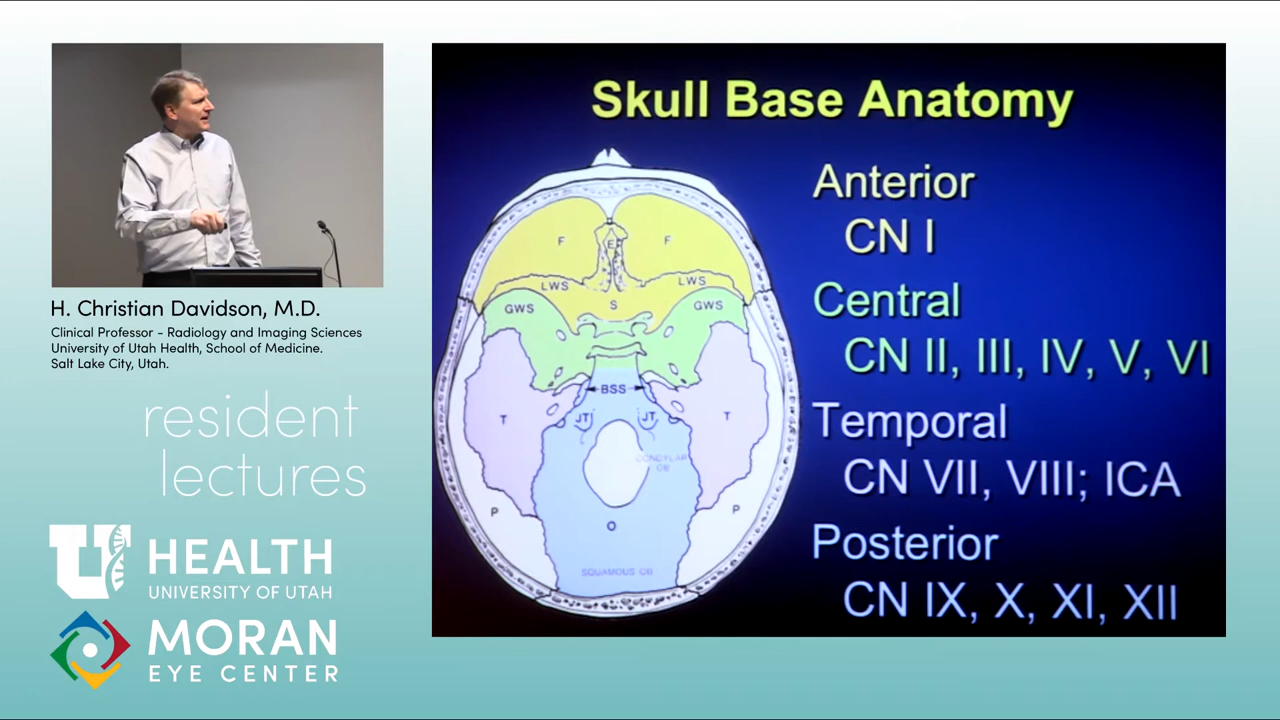 H. Christian Davidson, M.D.
Clinical Professor - Radiology and Imaging Sciences
University of Utah Health, School of Medicine.
Salt Lake City, Utah.
resident
lectures
U HEALTH
UNIVERSITY OF UTAH
MORAN
EYE CENTER
Skull Base Anatomy
F E F
LWS LWS
GWS S GWS
BSS
T JT JT T
CONDYLAR
OB
P O P
SQUAMOUS OB
Anterior
CN I
Central
CN II, III, IV, V, VI
Temporal
CN VII, VIII; ICA
Posterior
CN IX, X, XI, XII